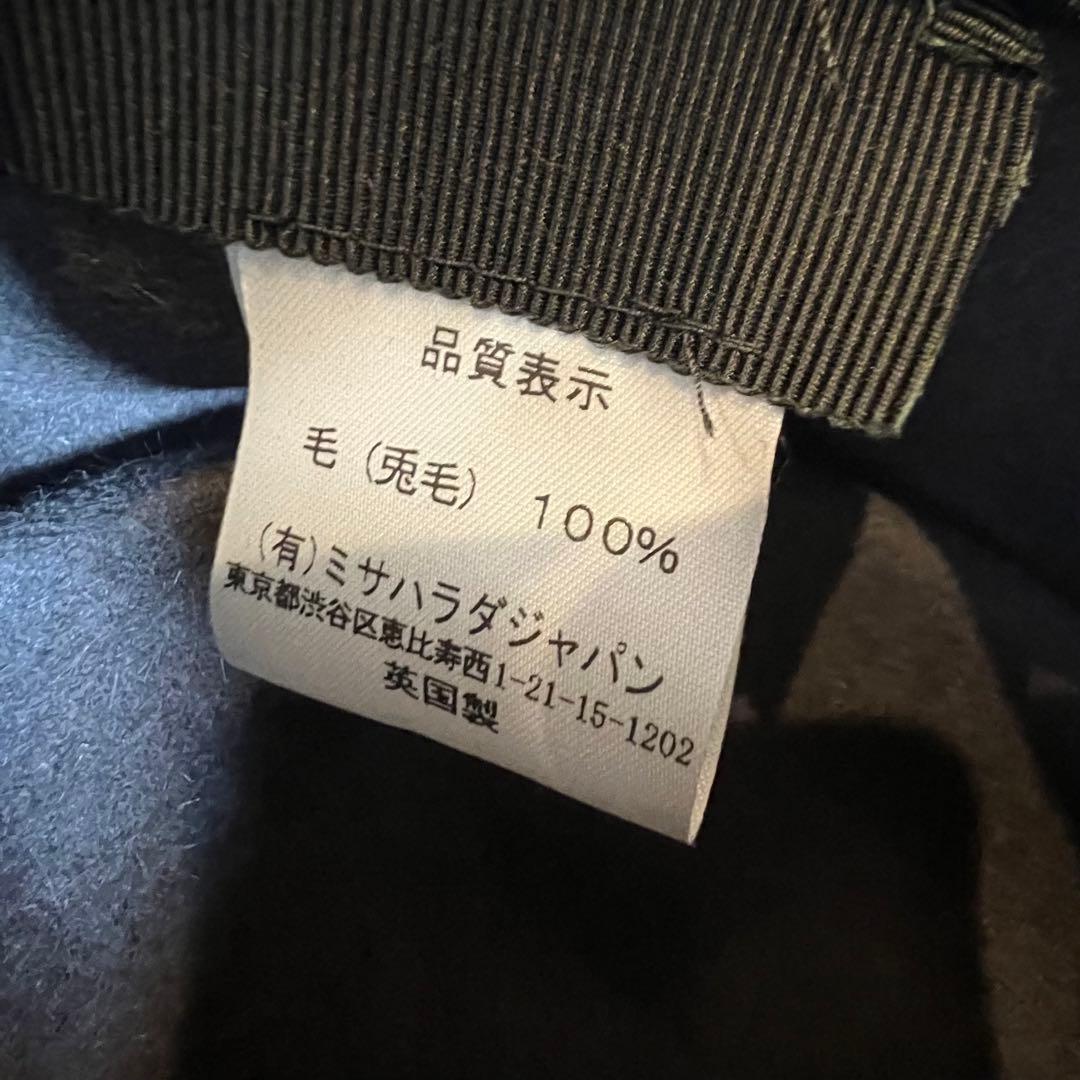 品質表示
毛（兎毛） 100%
（有）ミサハラダジャパン
東京都渋谷区恵比寿西1-21-15-1202
英国製